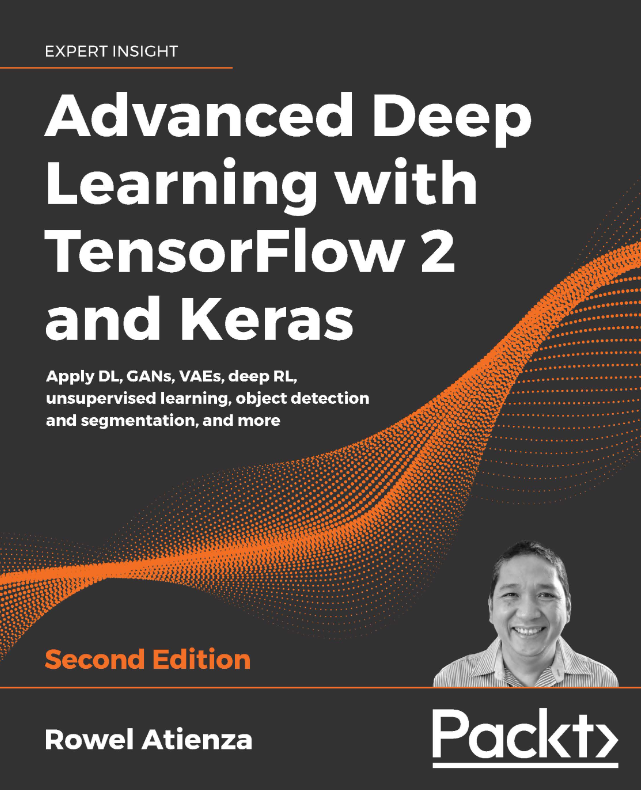 EXPERT INSIGHT
Advanced Deep
Learning with
TensorFlow 2
and Keras
Apply DL, GANs, VAEs, deep RL,
unsupervised learning, object detection
and segmentation, and more
Second Edition
Rowel Atienza
Packt>